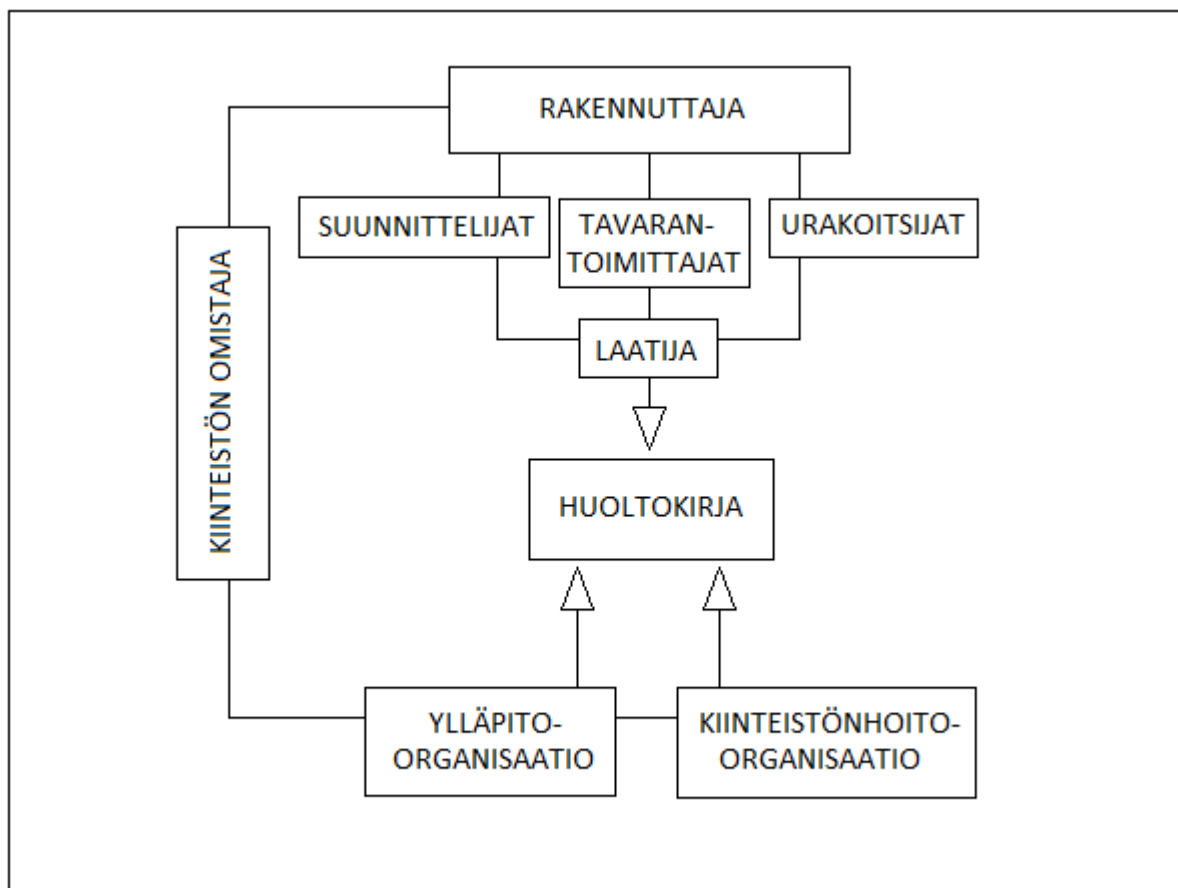 RAKENNUTTAJA
SUUNNITTELIJAT
TAVARAN-
TOIMITTAJAT
URAKOITSIJAT
LAATIJA
KIINTEISTÖN OMISTAJA
HUOLTOKIRJA
YLLÄPITO-
ORGANISAATIO
KIINTEISTÖNHOITO-
ORGANISAATIO